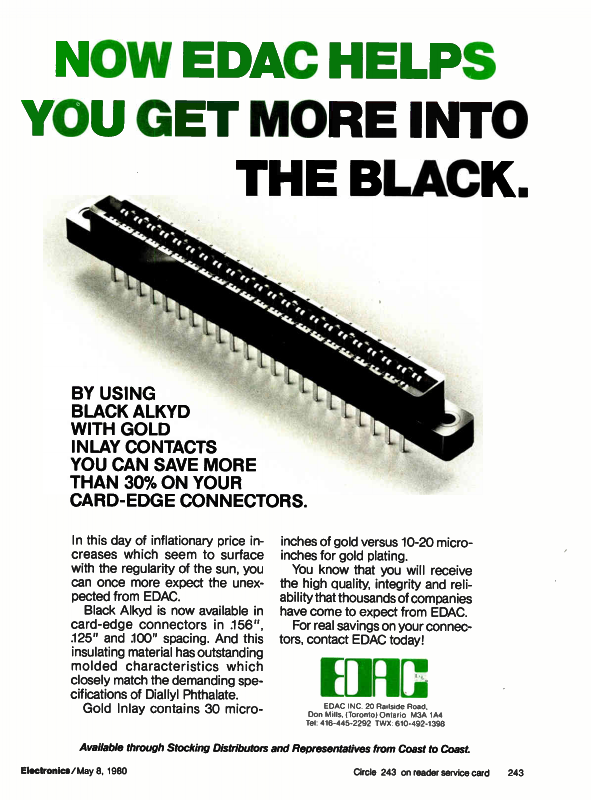 NOW EDAC HELPS
YOU GET MORE INTO
THE BLACK.
BY USING
BLACK ALKYD
WITH GOLD
INLAY CONTACTS
YOU CAN SAVE MORE
THAN 30% ON YOUR
CARD-EDGE CONNECTORS.
In this day of inflationary price in-
creases which seem to surface
with the regularity of the sun, you
can once more expect the unex-
pected from EDAC.
Black Alkyd is now available in
card-edge connectors in .156",
.125" and .100" spacing. And this
insulating material has outstanding
molded characteristics which
closely match the demanding spe-
cifications of Diallyl Phthalate.
Gold Inlay contains 30 micro-
inches of gold versus 10-20 micro-
inches for gold plating.
You know that you will receive
the high quality, integrity and reli-
ability that thousands of companies
have come to expect from EDAC.
For real savings on your connec-
tors, contact EDAC today!
EDAC
EDAC INC. 20 Railside Road,
Don Mills, (Toronto) Ontario M3A 1A4
Tel: 416-445-2292 TWX: 610-492-1398
Available through Stocking Distributors and Representatives from Coast to Coast.
Electronics/May 8, 1980
Circle 243 on reader service card 243